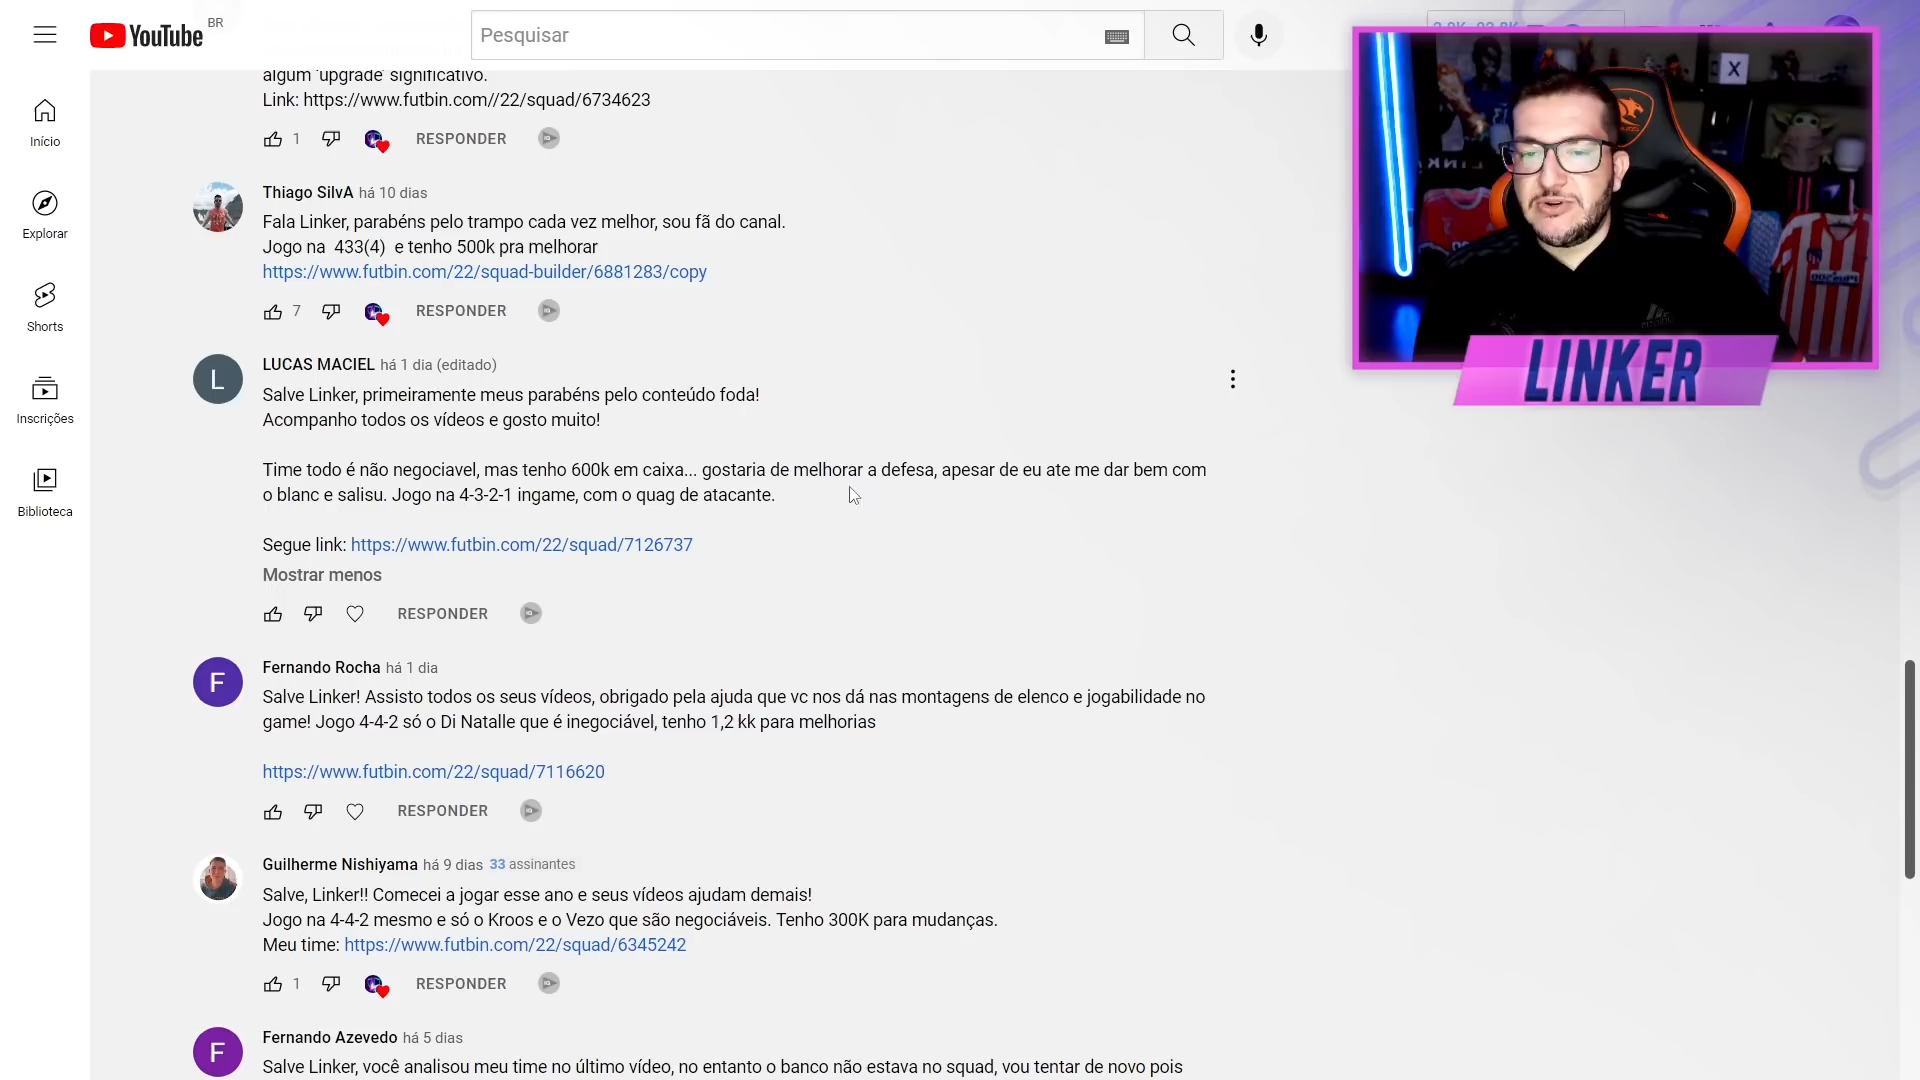 BR
YouTube
Pesquisar
X
Início
Explorar
Shorts
Inscrições
Biblioteca
algum 'upgrade' significativo.
Link: https://www.futbin.com//22/squad/6734623
1
RESPONDER
Thiago SilvA há 10 dias
Fala Linker, parabéns pelo trampo cada vez melhor, sou fã do canal.
Jogo na 433(4) e tenho 500k pra melhorar
https://www.futbin.com/22/squad-builder/6881283/copy
7
RESPONDER
LINKER
L
LUCAS MACIEL há 1 dia (editado)
Salve Linker, primeiramente meus parabéns pelo conteúdo foda!
Acompanho todos os vídeos e gosto muito!
Time todo é não negociavel, mas tenho 600k em caixa... gostaria de melhorar a defesa, apesar de eu ate me dar bem com
o blanc e salisu. Jogo na 4-3-2-1 ingame, com o quag de atacante.
Segue link: https://www.futbin.com/22/squad/7126737
Mostrar menos
RESPONDER
F
Fernando Rocha há 1 dia
Salve Linker! Assisto todos os seus vídeos, obrigado pela ajuda que vc nos dá nas montagens de elenco e jogabilidade no
game! Jogo 4-4-2 só o Di Natalle que é inegociável, tenho 1,2 kk para melhorias
https://www.futbin.com/22/squad/7116620
RESPONDER
Guilherme Nishiyama há 9 dias 33 assinantes
Salve, Linker!! Comecei a jogar esse ano e seus vídeos ajudam demais!
Jogo na 4-4-2 mesmo e só o Kroos e o Vezo que são negociáveis. Tenho 300K para mudanças.
Meu time: https://www.futbin.com/22/squad/6345242
1
RESPONDER
F
Fernando Azevedo há 5 dias
Salve Linker, você analisou meu time no último vídeo, no entanto o banco não estava no squad, vou tentar de novo pois